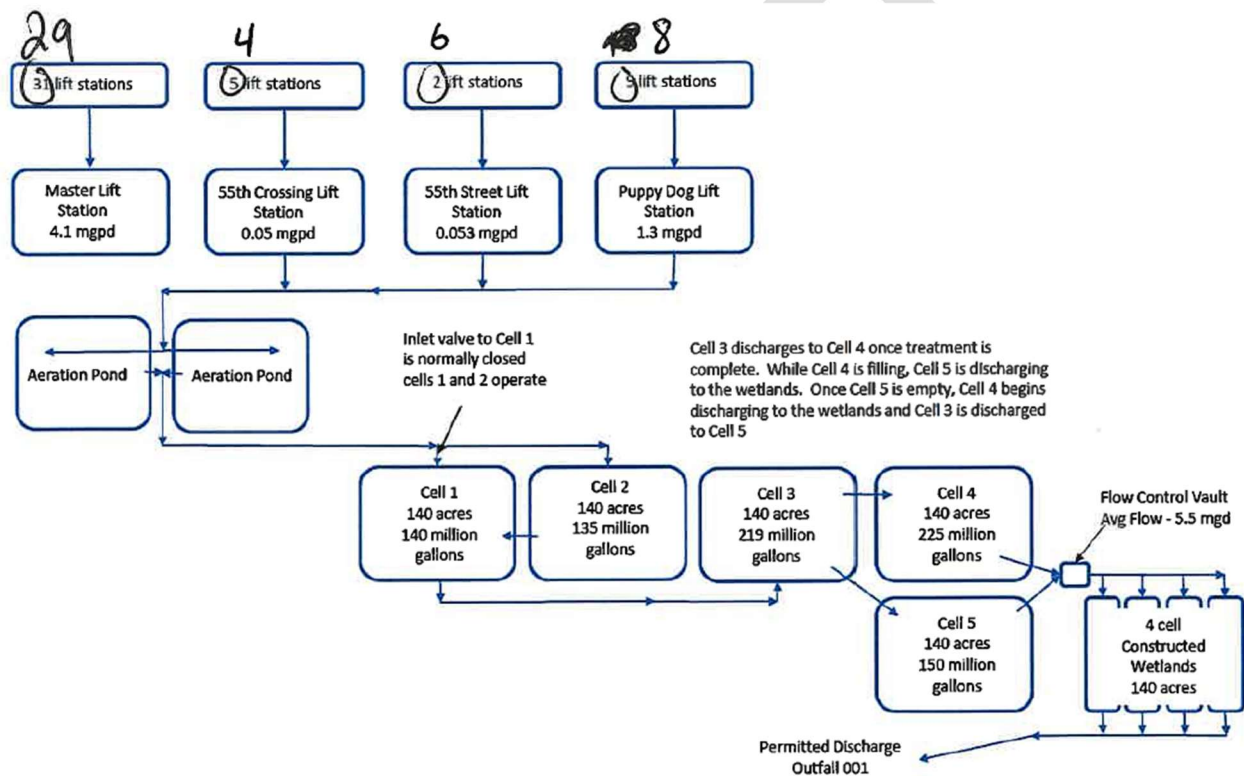 29
4
6
8
31 lift stations
5 lift stations
2 lift stations
9 lift stations
Master Lift
Station
4.1 mgpd
55th Crossing Lift
Station
0.05 mgpd
55th Street Lift
Station
0.053 mgpd
Puppy Dog Lift
Station
1.3 mgpd
Aeration Pond
Aeration Pond
Inlet valve to Cell 1
is normally closed
cells 1 and 2 operate
Cell 3 discharges to Cell 4 once treatment is
complete. While Cell 4 is filling, Cell 5 is discharging
to the wetlands. Once Cell 5 is empty, Cell 4 begins
discharging to the wetlands and Cell 3 is discharged
to Cell 5
Cell 1
140 acres
140 million
gallons
Cell 2
140 acres
135 million
gallons
Cell 3
140 acres
219 million
gallons
Cell 4
140 acres
225 million
gallons
Cell 5
140 acres
150 million
gallons
Flow Control Vault
Avg Flow - 5.5 mgd
4 cell
Constructed
Wetlands
140 acres
Permitted Discharge
Outfall 001